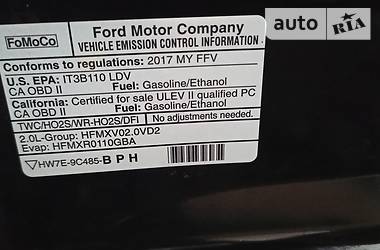 FoMoCo
Ford Motor Company
VEHICLE EMISSION CONTROL INFORMATION
Conforms to regulations: 2017 MY FFV
U.S. EPA: IT3B110 LDV Fuel: Gasoline/Ethanol
CA OBD II
California: Certified for sale ULEV II qualified PC
CA OBD II Fuel: Gasoline/Ethanol
TWC/HO2S/WR-HO2S/DFI No adjustments needed.
2.0L-Group: HFMXV02.0VD2
Evap: HFMXR0110GBA
HW7E-9C485-BPH
auto RIA